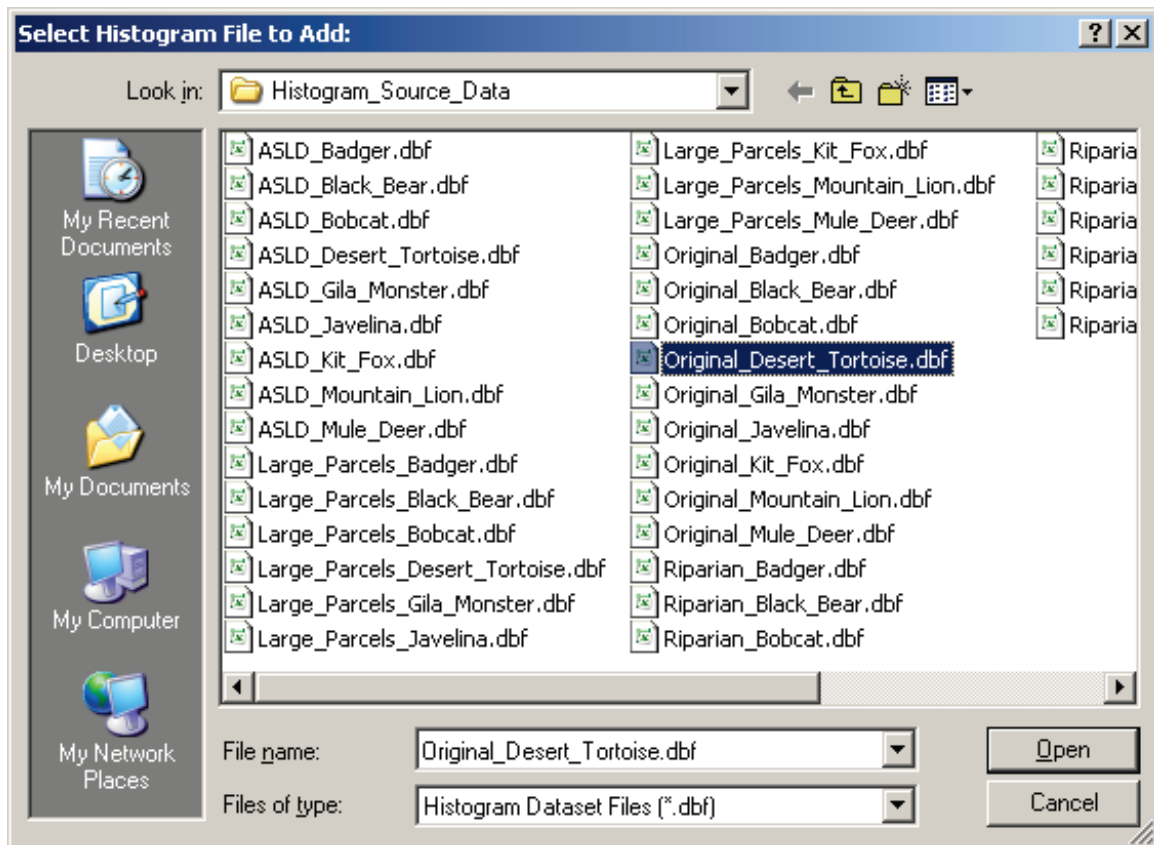 Select Histogram File to Add:
Look in:
Histogram_Source_Data
My Recent
Documents
Desktop
My Documents
My Computer
My Network
Places
ASLD_Badger.dbf
ASLD_Black_Bear.dbf
ASLD_Bobcat.dbf
ASLD_Desert_Tortoise.dbf
ASLD_Gila_Monster.dbf
ASLD_Javelina.dbf
ASLD_Kit_Fox.dbf
ASLD_Mountain_Lion.dbf
ASLD_Mule_Deer.dbf
Large_Parcels_Badger.dbf
Large_Parcels_Black_Bear.dbf
Large_Parcels_Bobcat.dbf
Large_Parcels_Desert_Tortoise.dbf
Large_Parcels_Gila_Monster.dbf
Large_Parcels_Javelina.dbf
Large_Parcels_Kit_Fox.dbf
Large_Parcels_Mountain_Lion.dbf
Large_Parcels_Mule_Deer.dbf
Original_Badger.dbf
Original_Black_Bear.dbf
Original_Bobcat.dbf
Original_Desert_Tortoise.dbf
Original_Gila_Monster.dbf
Original_Javelina.dbf
Original_Kit_Fox.dbf
Original_Mountain_Lion.dbf
Original_Mule_Deer.dbf
Riparian_Badger.dbf
Riparian_Black_Bear.dbf
Riparian_Bobcat.dbf
Riparia
Riparia
Riparia
Riparia
Riparia
Riparia
File name:
Original_Desert_Tortoise.dbf
Open
Files of type:
Histogram Dataset Files (*.dbf)
Cancel